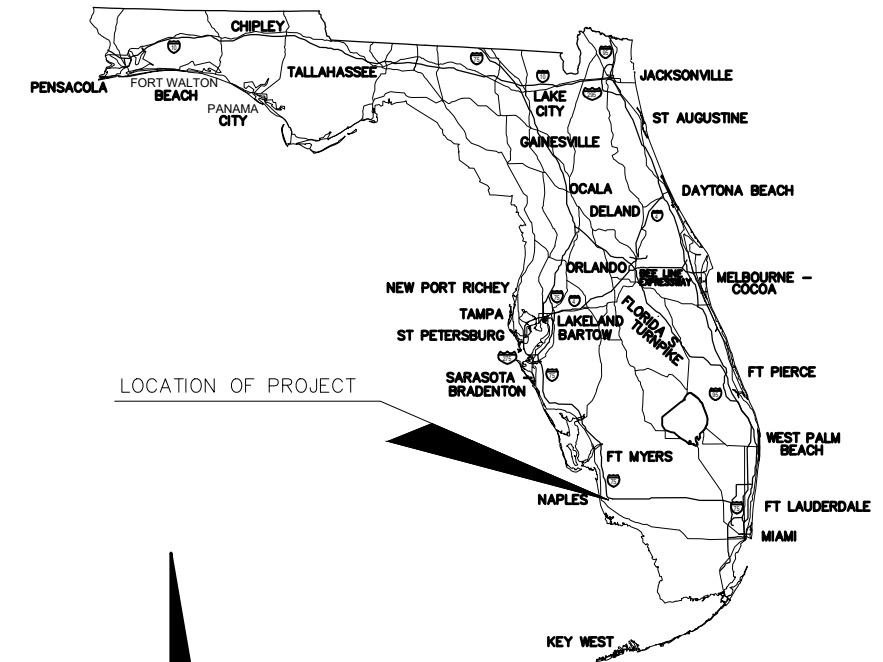 CHIPLEY
PENSACOLA
FORT WALTON
BEACH
PANAMA
CITY
TALLAHASSEE
LAKE
CITY
JACKSONVILLE
ST AUGUSTINE
GAINESVILLE
OCALA
DAYTONA BEACH
DELAND
ORLANDO
BEE LINE
EXPRESSWAY
MELBOURNE –
COCOA
NEW PORT RICHEY
TAMPA
ST PETERSBURG
LAKELAND
BARTOW
FLORIDA S
TURNPIKE
SARASOTA –
BRADENTON
FT PIERCE
LOCATION OF PROJECT
WEST PALM
BEACH
FT MYERS
NAPLES
FT LAUDERDALE
MIAMI
KEY WEST